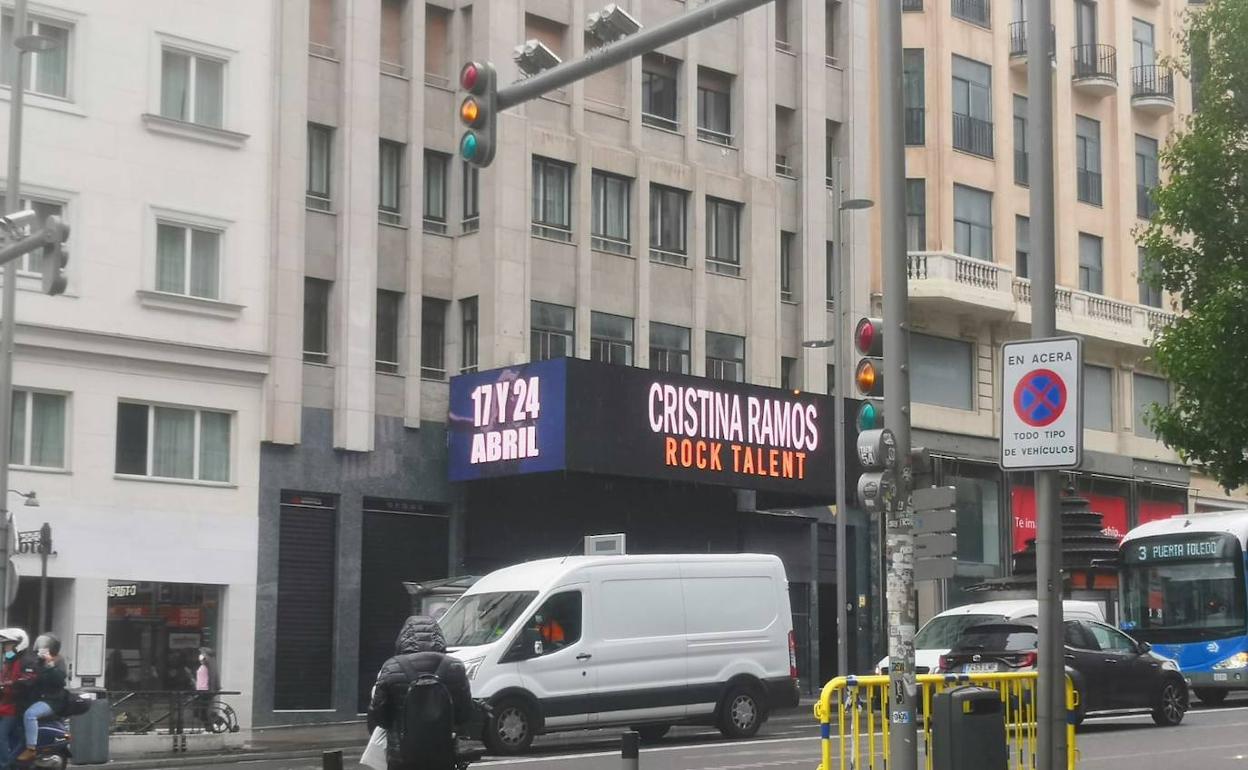 17 Y 24
ABRIL
CRISTINA RAMOS
ROCK TALENT
EN ACERA
TODO TIPO
DE VEHÍCULOS
3 PUERTA TOLEDO